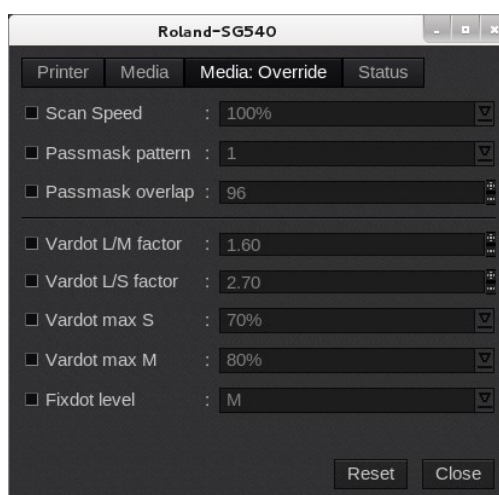 Roland-SG540
Printer Media Media: Override Status
Scan Speed : 100%
Passmask pattern : 1
Passmask overlap : 96
Vardot L/M factor : 1.60
Vardot L/S factor : 2.70
Vardot max S : 70%
Vardot max M : 80%
Fixdot level : M
Reset Close